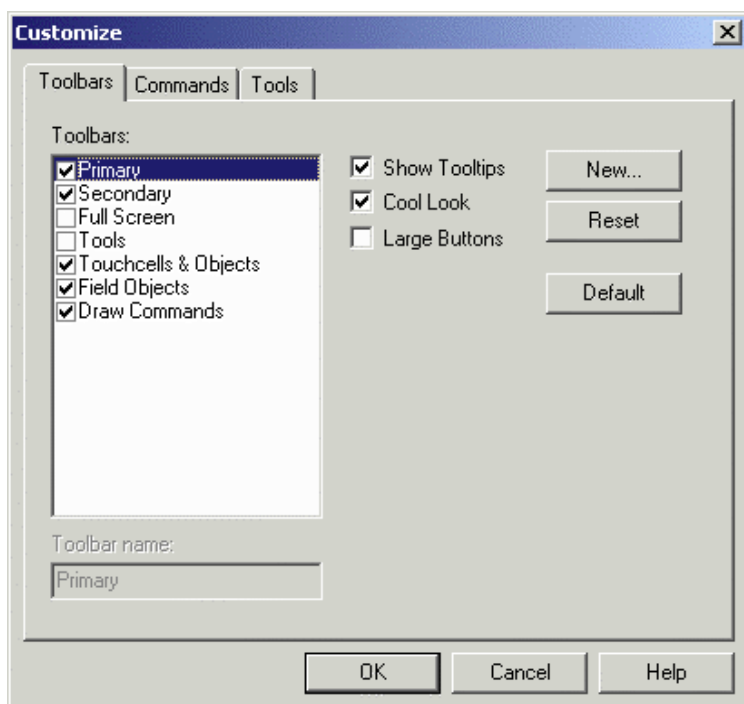 Customize
Toolbars Commands Tools
Toolbars:
Primary
Secondary
Full Screen
Tools
Touchcells & Objects
Field Objects
Draw Commands
Show Tooltips
Cool Look
Large Buttons
New...
Reset
Default
Toolbar name:
Primary
OK Cancel Help